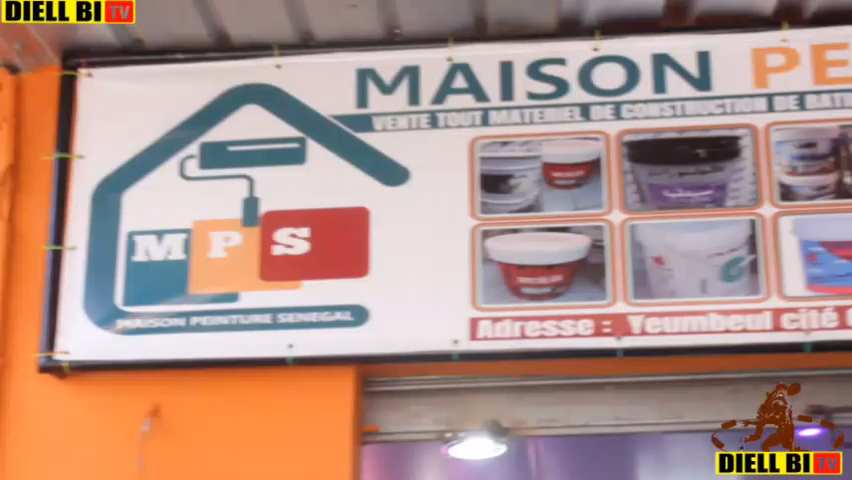 DIELL BI TV
MAISON PE
VENTE TOUT MATERIEL DE CONSTRUCTION DE BATI
M P S
MAISON PEINTURE SENEGAL
Adresse : Yeumbeul cité
DIELL BI TV